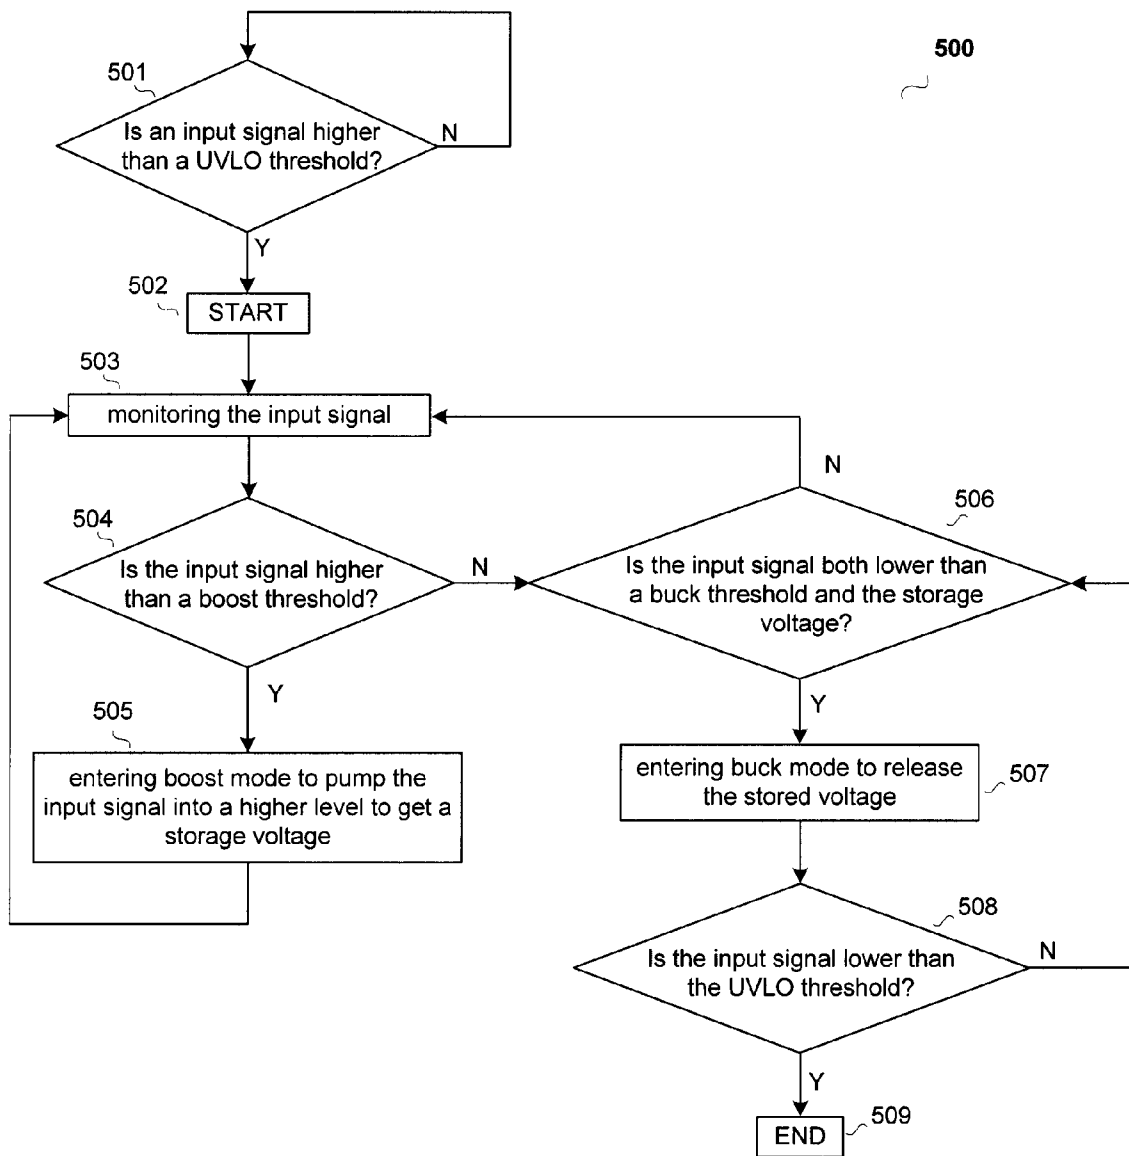 500
501
Is an input signal higher
than a UVLO threshold?
N
Y
502
START
503
monitoring the input signal
N
504
506
Is the input signal higher
than a boost threshold?
N
Is the input signal both lower than
a buck threshold and the storage
voltage?
Y
Y
505
entering boost mode to pump the
input signal into a higher level to get a
storage voltage
entering buck mode to release
the stored voltage
507
508
Is the input signal lower than
the UVLO threshold?
N
Y
END
509